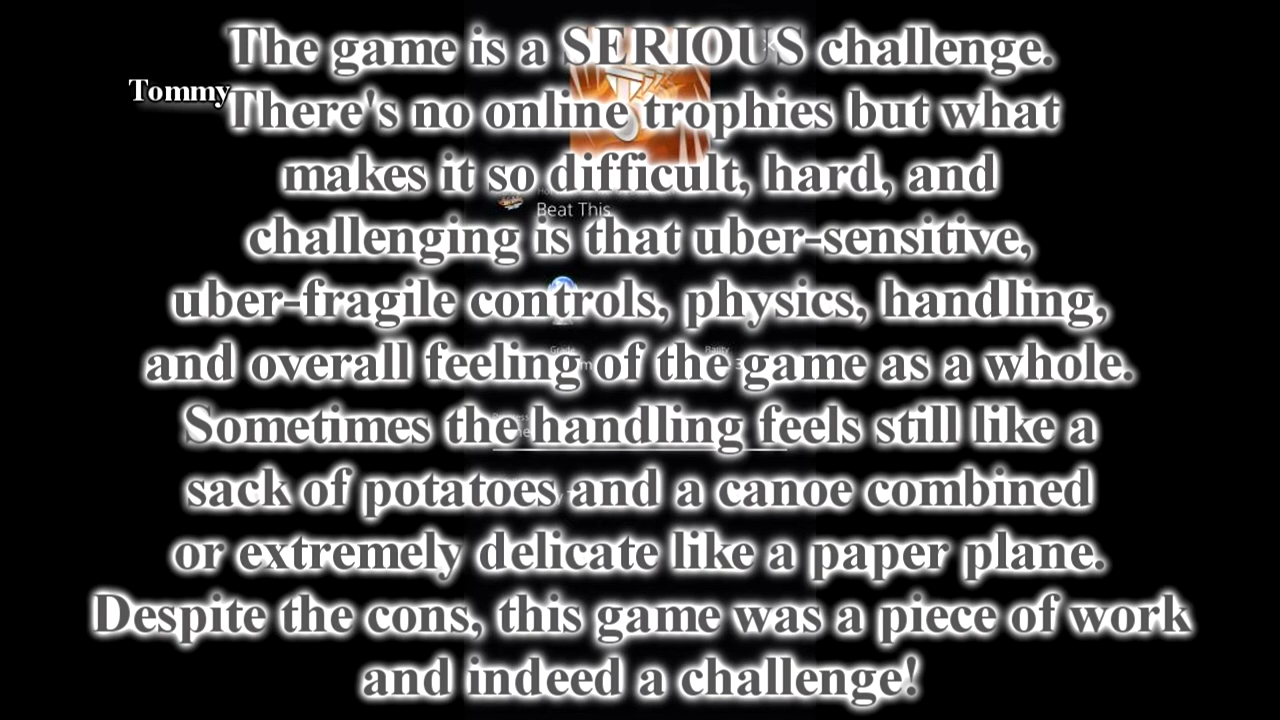 The game is a SERIOUS challenge.
Tommy
There's no online trophies but what
makes it so difficult, hard, and
Beat This
challenging is that uber-sensitive,
uber-fragile controls, physics, handling,
Grade
Rarity
and overall feeling of the game as a whole.
Sometimes the handling feels still like a
sack of potatoes and a canoe combined
or extremely delicate like a paper plane.
Despite the cons, this game was a piece of work
and indeed a challenge!